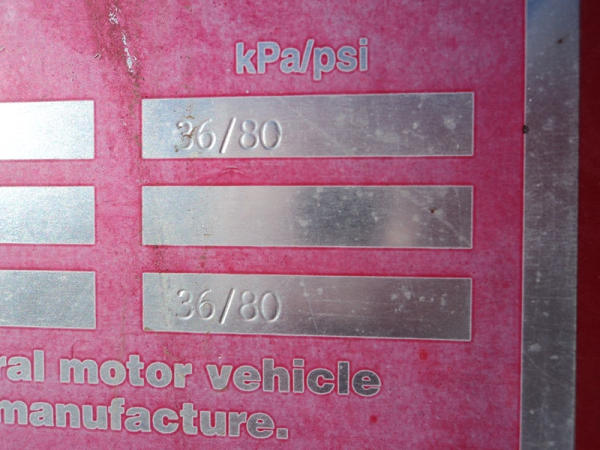 kPa/psi
36/80
36/80
ral motor vehicle
manufacture.